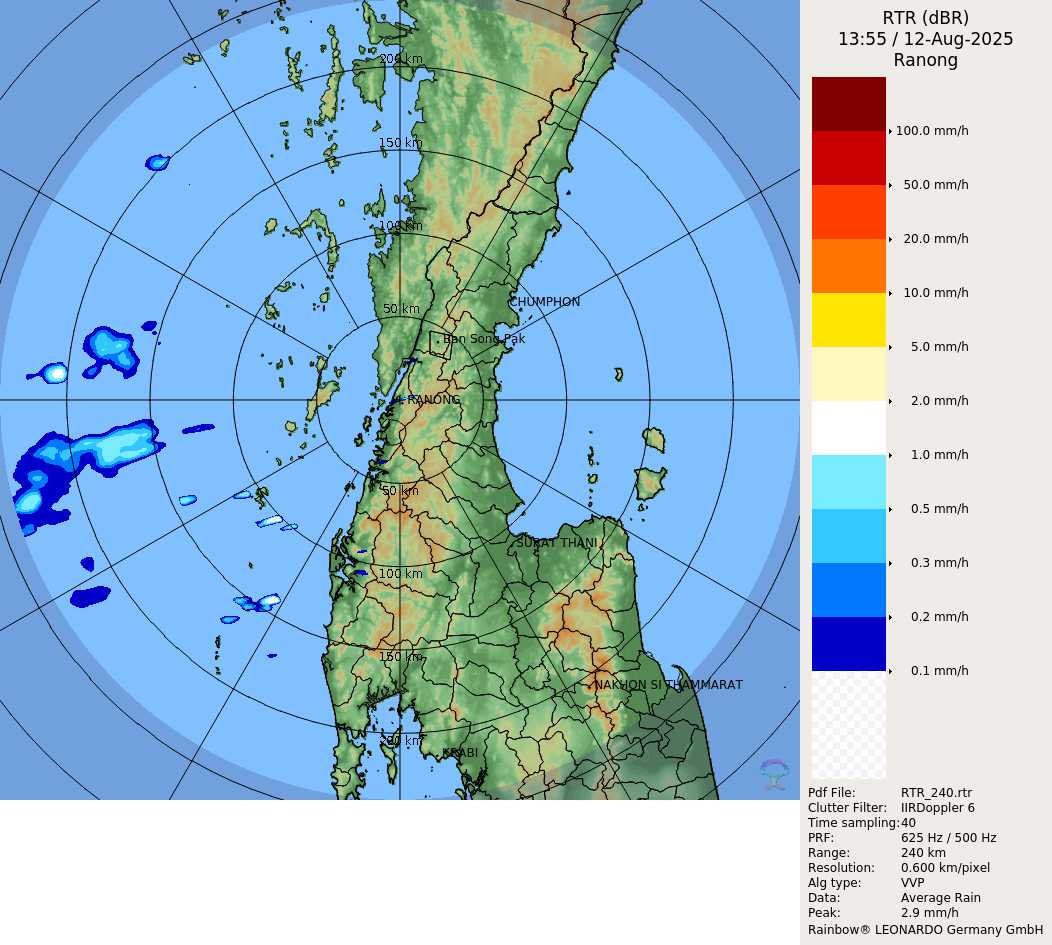 RTR (dBR)
13:55 / 12-Aug-2025
Ranong
100.0 mm/h
50.0 mm/h
20.0 mm/h
10.0 mm/h
5.0 mm/h
2.0 mm/h
1.0 mm/h
0.5 mm/h
0.3 mm/h
0.2 mm/h
0.1 mm/h
Pdf File: RTR_240.rtr
Clutter Filter: IIRDoppler 6
Time sampling: 40
PRF: 625 Hz / 500 Hz
Range: 240 km
Resolution: 0.600 km/pixel
Alg type: VVP
Data: Average Rain
Peak: 2.9 mm/h
Rainbow® LEONARDO Germany GmbH
200 km
150 km
100 km
CHUMPHON
50 km
Ban Song Pak
RANONG
50 km
SURAT THANI
100 km
150 km
NAKHON SI THAMMARAT
200 km
KRABI